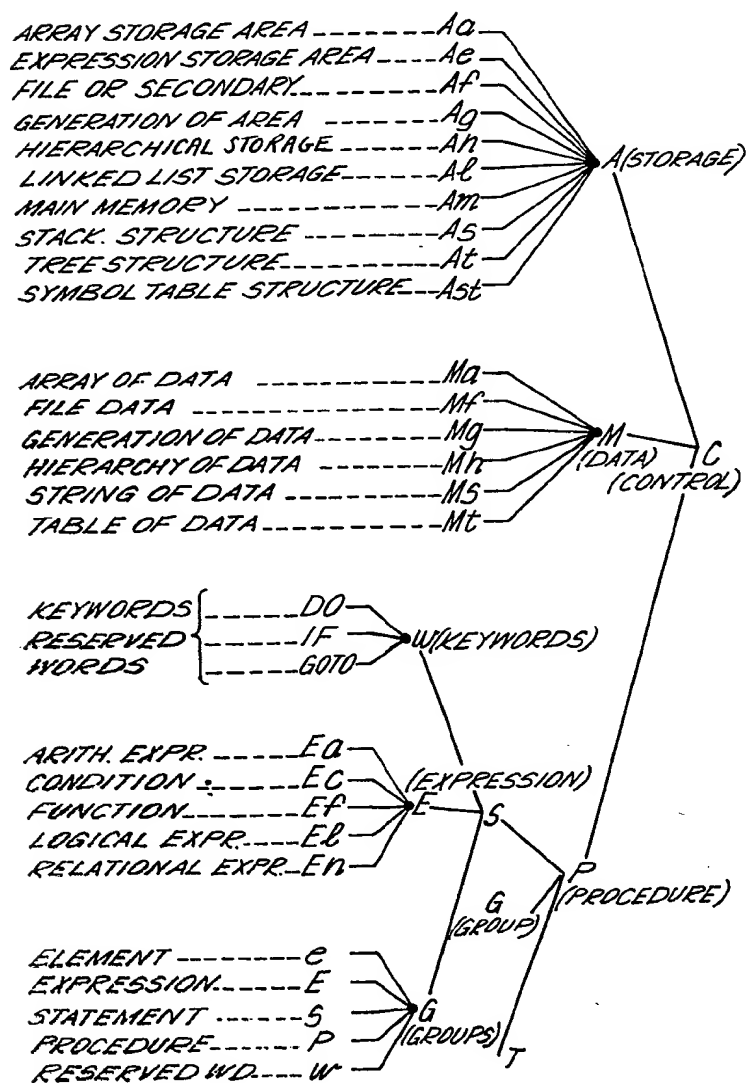 ARRAY STORAGE AREA ------- Aa
EXPRESSION STORAGE AREA -- Ae
FILE OR SECONDARY -------- Af
GENERATION OF AREA ------ Ag
HIERARCHICAL STORAGE ---- Ah
A (STORAGE)
LINKED LIST STORAGE ----- Al
MAIN MEMORY ------- Am
STACK. STRUCTURE ------ As
TREE STRUCTURE ------- At
SYMBOL TABLE STRUCTURE --- Ast
ARRAY OF DATA -------- Ma
FILE DATA ---------- Mf
GENERATION OF DATA ----- Mg
M
(DATA)
HIERARCHY OF DATA ------ Mh
C
(CONTROL)
STRING OF DATA ------- Ms
TABLE OF DATA ------- Mt
KEYWORDS ----- DO
RESERVED ----- IF
W (KEYWORDS)
WORDS ----- GOTO
ARITH. EXPR. ----- Ea
CONDITION ----- Ec
(EXPRESSION)
FUNCTION ----- Ef
E
S
LOGICAL EXPR. --- El
RELATIONAL EXPR. -- En
P
(PROCEDURE)
G
(GROUP)
ELEMENT ------- e
EXPRESSION ----- E
STATEMENT ----- S
G
(GROUPS)
PROCEDURE ----- P
T
RESERVED WD. ---- W